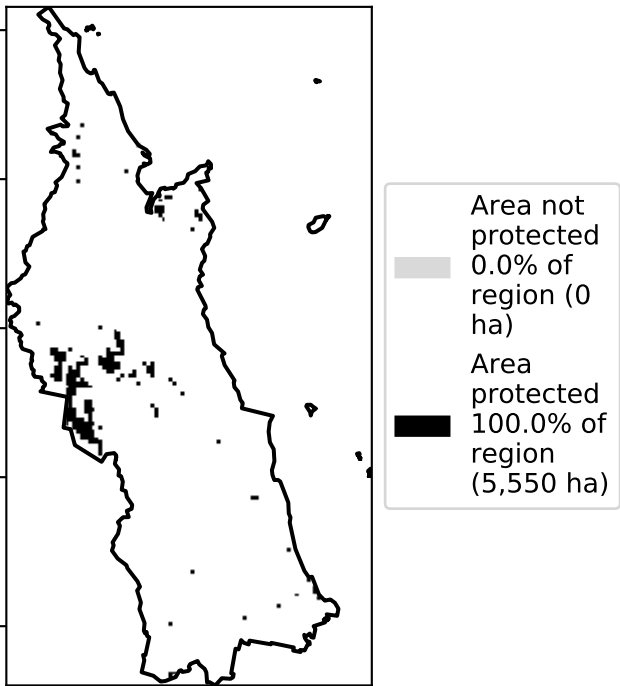 Area not
protected
0.0% of
region (0
ha)
Area
protected
100.0% of
region
(5,550 ha)